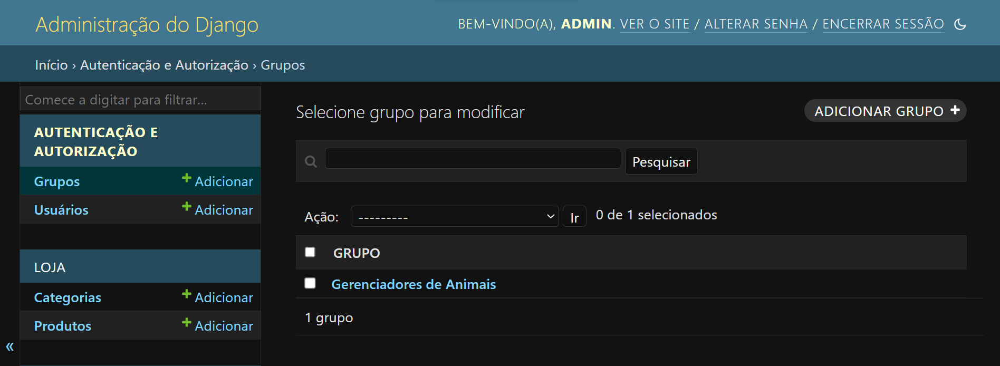 Administração do Django
BEM-VINDO(A), ADMIN. VER O SITE / ALTERAR SENHA / ENCERRAR SESSÃO
Início › Autenticação e Autorização › Grupos
Comece a digitar para filtrar...
AUTENTICAÇÃO E
AUTORIZAÇÃO
Grupos + Adicionar
Usuários + Adicionar
LOJA
Categorias + Adicionar
Produtos + Adicionar
«
Selecione grupo para modificar
ADICIONAR GRUPO +
Pesquisar
Ação: --------- Ir 0 de 1 selecionados
GRUPO
Gerenciadores de Animais
1 grupo